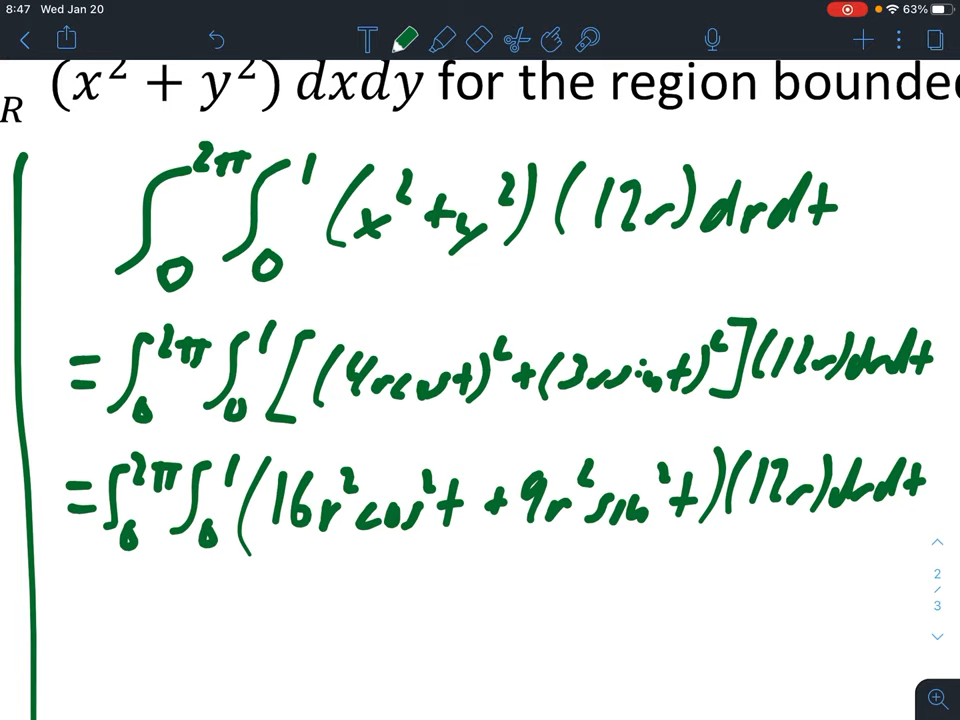 8:47 Wed Jan 20
63%
R (x² + y²) dxdy for the region bounded
∫₀^2π ∫₀^1 (x² + y²)(12r) dr dt
= ∫₀^2π ∫₀^1 [(4r cos t)² + (3r sin t)²](12r) dr dt
= ∫₀^2π ∫₀^1 (16r² cos² t + 9r² sin² t)(12r) dr dt
2
/
3